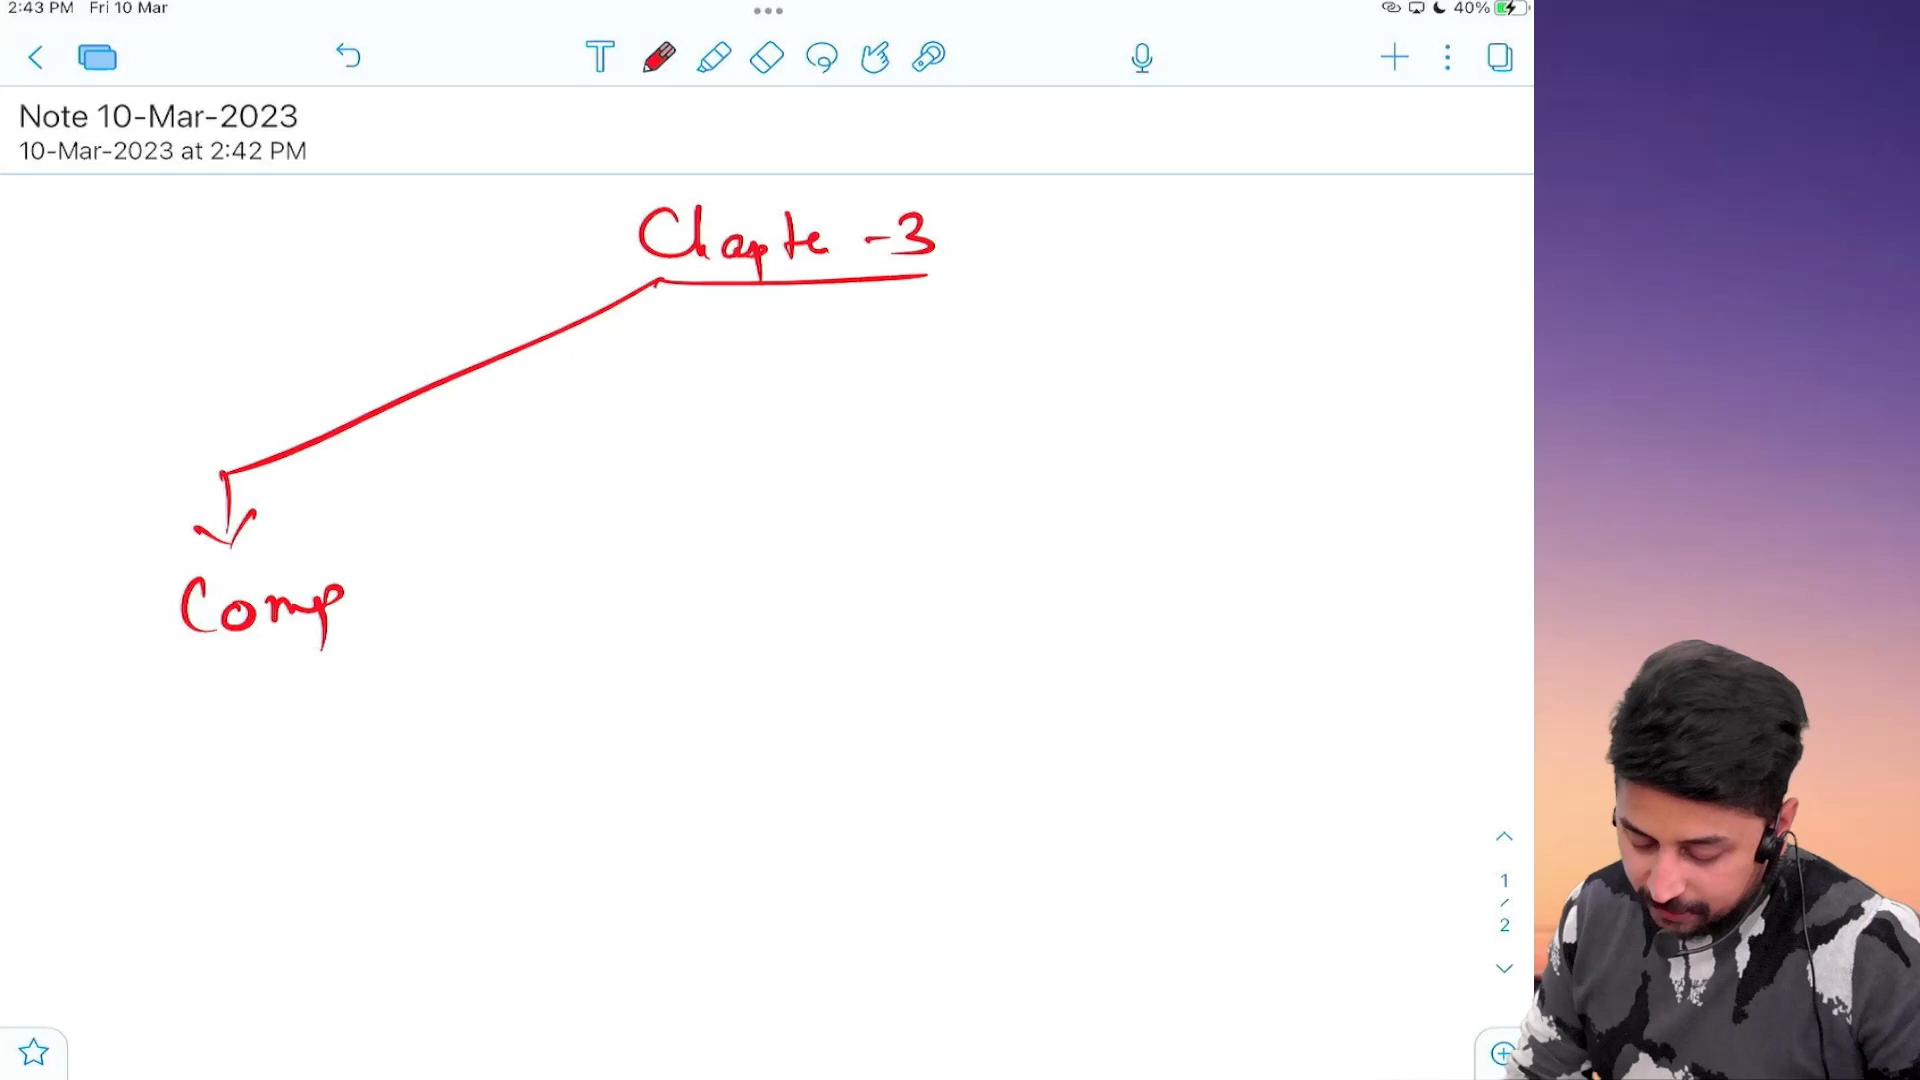 2:43 PM Fri 10 Mar 40%
T
Note 10-Mar-2023
10-Mar-2023 at 2:42 PM
Chapte -3
Comp
1
/
2